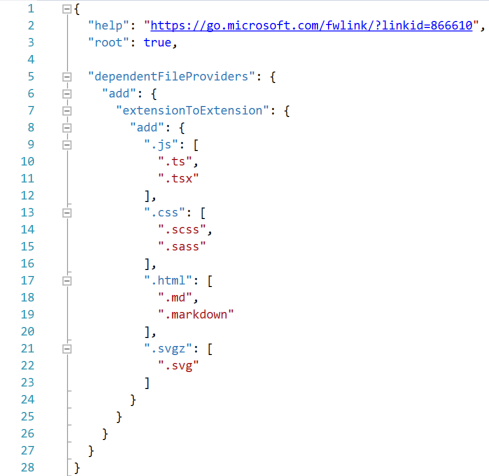 1 {
2   "help": "https://go.microsoft.com/fwlink/?linkid=866610",
3   "root": true,
4
5   "dependentFileProviders": {
6     "add": {
7       "extensionToExtension": {
8         "add": {
9           ".js": [
10             ".ts",
11             ".tsx"
12           ],
13           ".css": [
14             ".scss",
15             ".sass"
16           ],
17           ".html": [
18             ".md",
19             ".markdown"
20           ],
21           ".svgz": [
22             ".svg"
23           ]
24         }
25       }
26     }
27   }
28 }